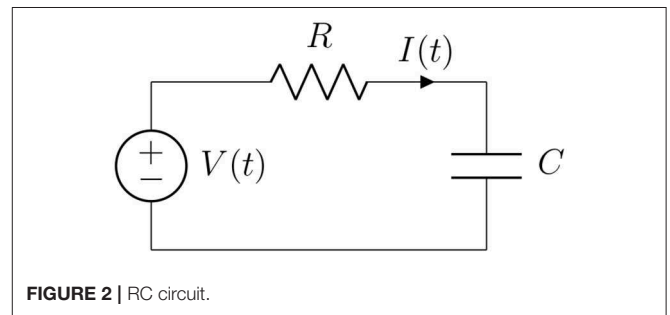 R
I(t)
+
−
V(t)
C
FIGURE 2 | RC circuit.